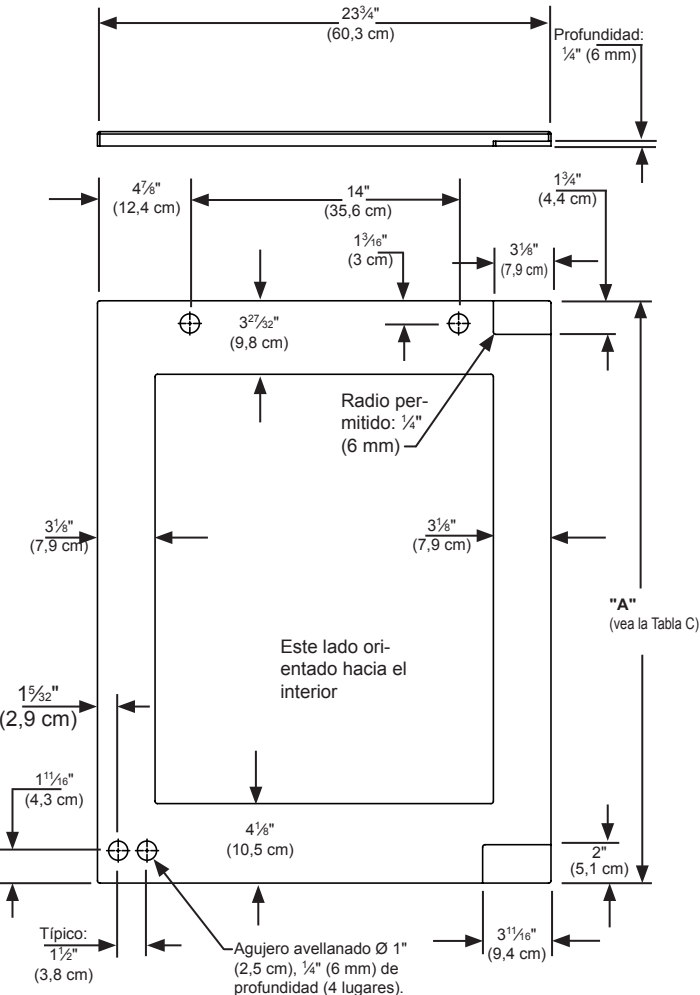 23¾"
(60,3 cm)
Profundidad:
¼" (6 mm)
4⅞"
(12,4 cm)
14"
(35,6 cm)
1¾"
(4,4 cm)
1³⁄₁₆"
(3 cm)
3⅛"
(7,9 cm)
3²⁷⁄₃₂"
(9,8 cm)
Radio per-
mitido: ¼"
(6 mm)
3⅛"
(7,9 cm)
3⅛"
(7,9 cm)
"A"
(vea la Tabla C)
Este lado ori-
entado hacia el
interior
1⁵⁄₃₂"
(2,9 cm)
1¹¹⁄₁₆"
(4,3 cm)
4⅛"
(10,5 cm)
2"
(5,1 cm)
Típico:
1½"
(3,8 cm)
Agujero avellanado Ø 1"
(2,5 cm), ¼" (6 mm) de
profundidad (4 lugares).
3¹¹⁄₁₆"
(9,4 cm)